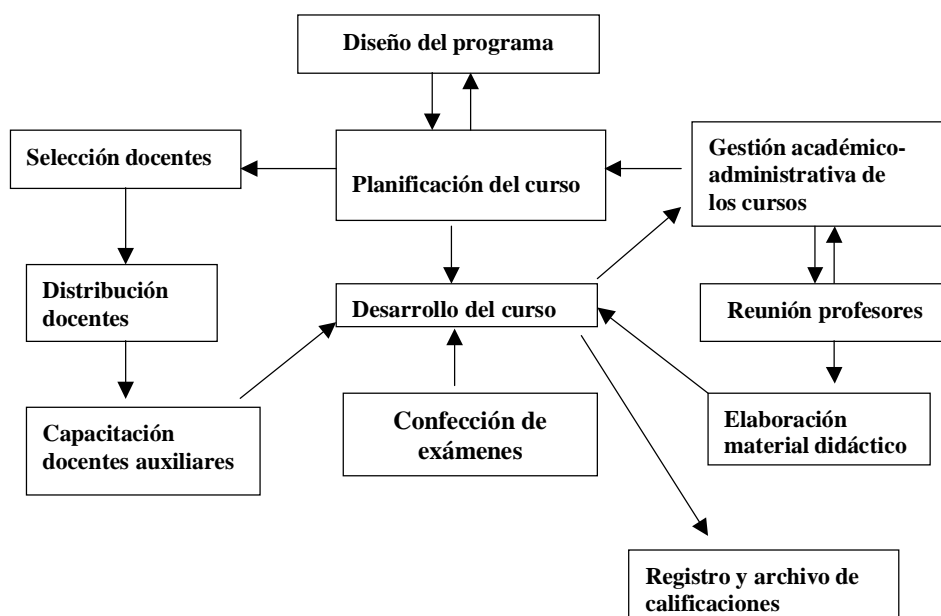 Diseño del programa
Selección docentes
Planificación del curso
Gestión académico-
administrativa de
los cursos
Distribución
docentes
Desarrollo del curso
Reunión profesores
Capacitación
docentes auxiliares
Confección de
exámenes
Elaboración
material didáctico
Registro y archivo de
calificaciones